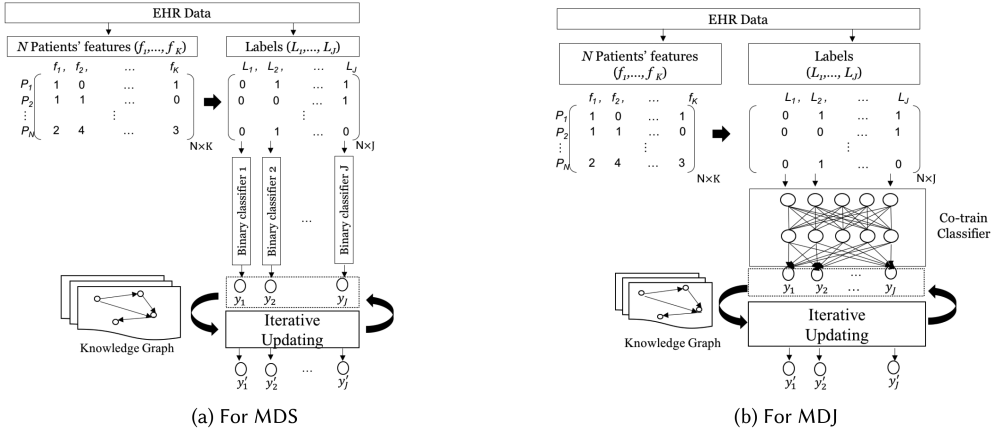 EHR Data
N Patients' features (f1,..., f K)
Labels (L1,..., LJ)
f1, f2, ... fK
L1, L2, ... LJ
P1 1 0 ... 1
0 1 ... 1
P2 1 1 ... 0
0 0 ... 1
⋮ ⋮ ⋮
PN 2 4 ... 3
0 1 ... 0
N×K
N×J
Binary classifier 1
Binary classifier 2
...
Binary classifier J
y1 y2 yJ
Iterative
Updating
Knowledge Graph
y′1 y′2 ... y′J
(a) For MDS
EHR Data
N Patients' features
(f1,..., f K)
Labels
(L1,..., LJ)
f1, f2, ... fK
L1, L2, ... LJ
P1 1 0 ... 1
0 1 ... 1
P2 1 1 ... 0
0 0 ... 1
⋮ ⋮ ⋮
PN 2 4 ... 3
0 1 ... 0
N×K
N×J
Co-train
Classifier
y1 y2 ... yJ
Iterative
Updating
Knowledge Graph
y′1 y′2 y′J
(b) For MDJ